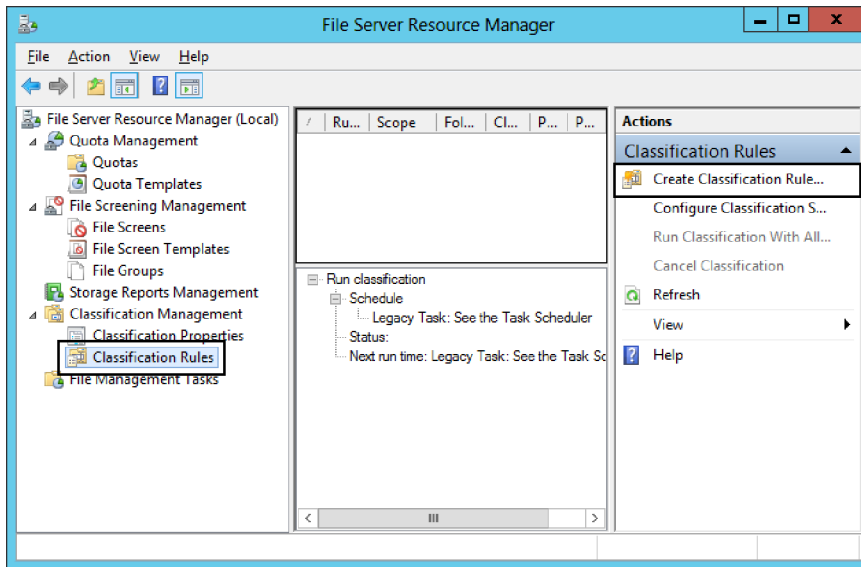 File Server Resource Manager
File Action View Help
File Server Resource Manager (Local)
Quota Management
Quotas
Quota Templates
File Screening Management
File Screens
File Screen Templates
File Groups
Storage Reports Management
Classification Management
Classification Properties
Classification Rules
File Management Tasks
Ru... Scope Fol... Cl... P... P...
Run classification
Schedule
Legacy Task: See the Task Scheduler
Status:
Next run time: Legacy Task: See the Task Sc
Actions
Classification Rules
Create Classification Rule...
Configure Classification S...
Run Classification With All...
Cancel Classification
Refresh
View
Help